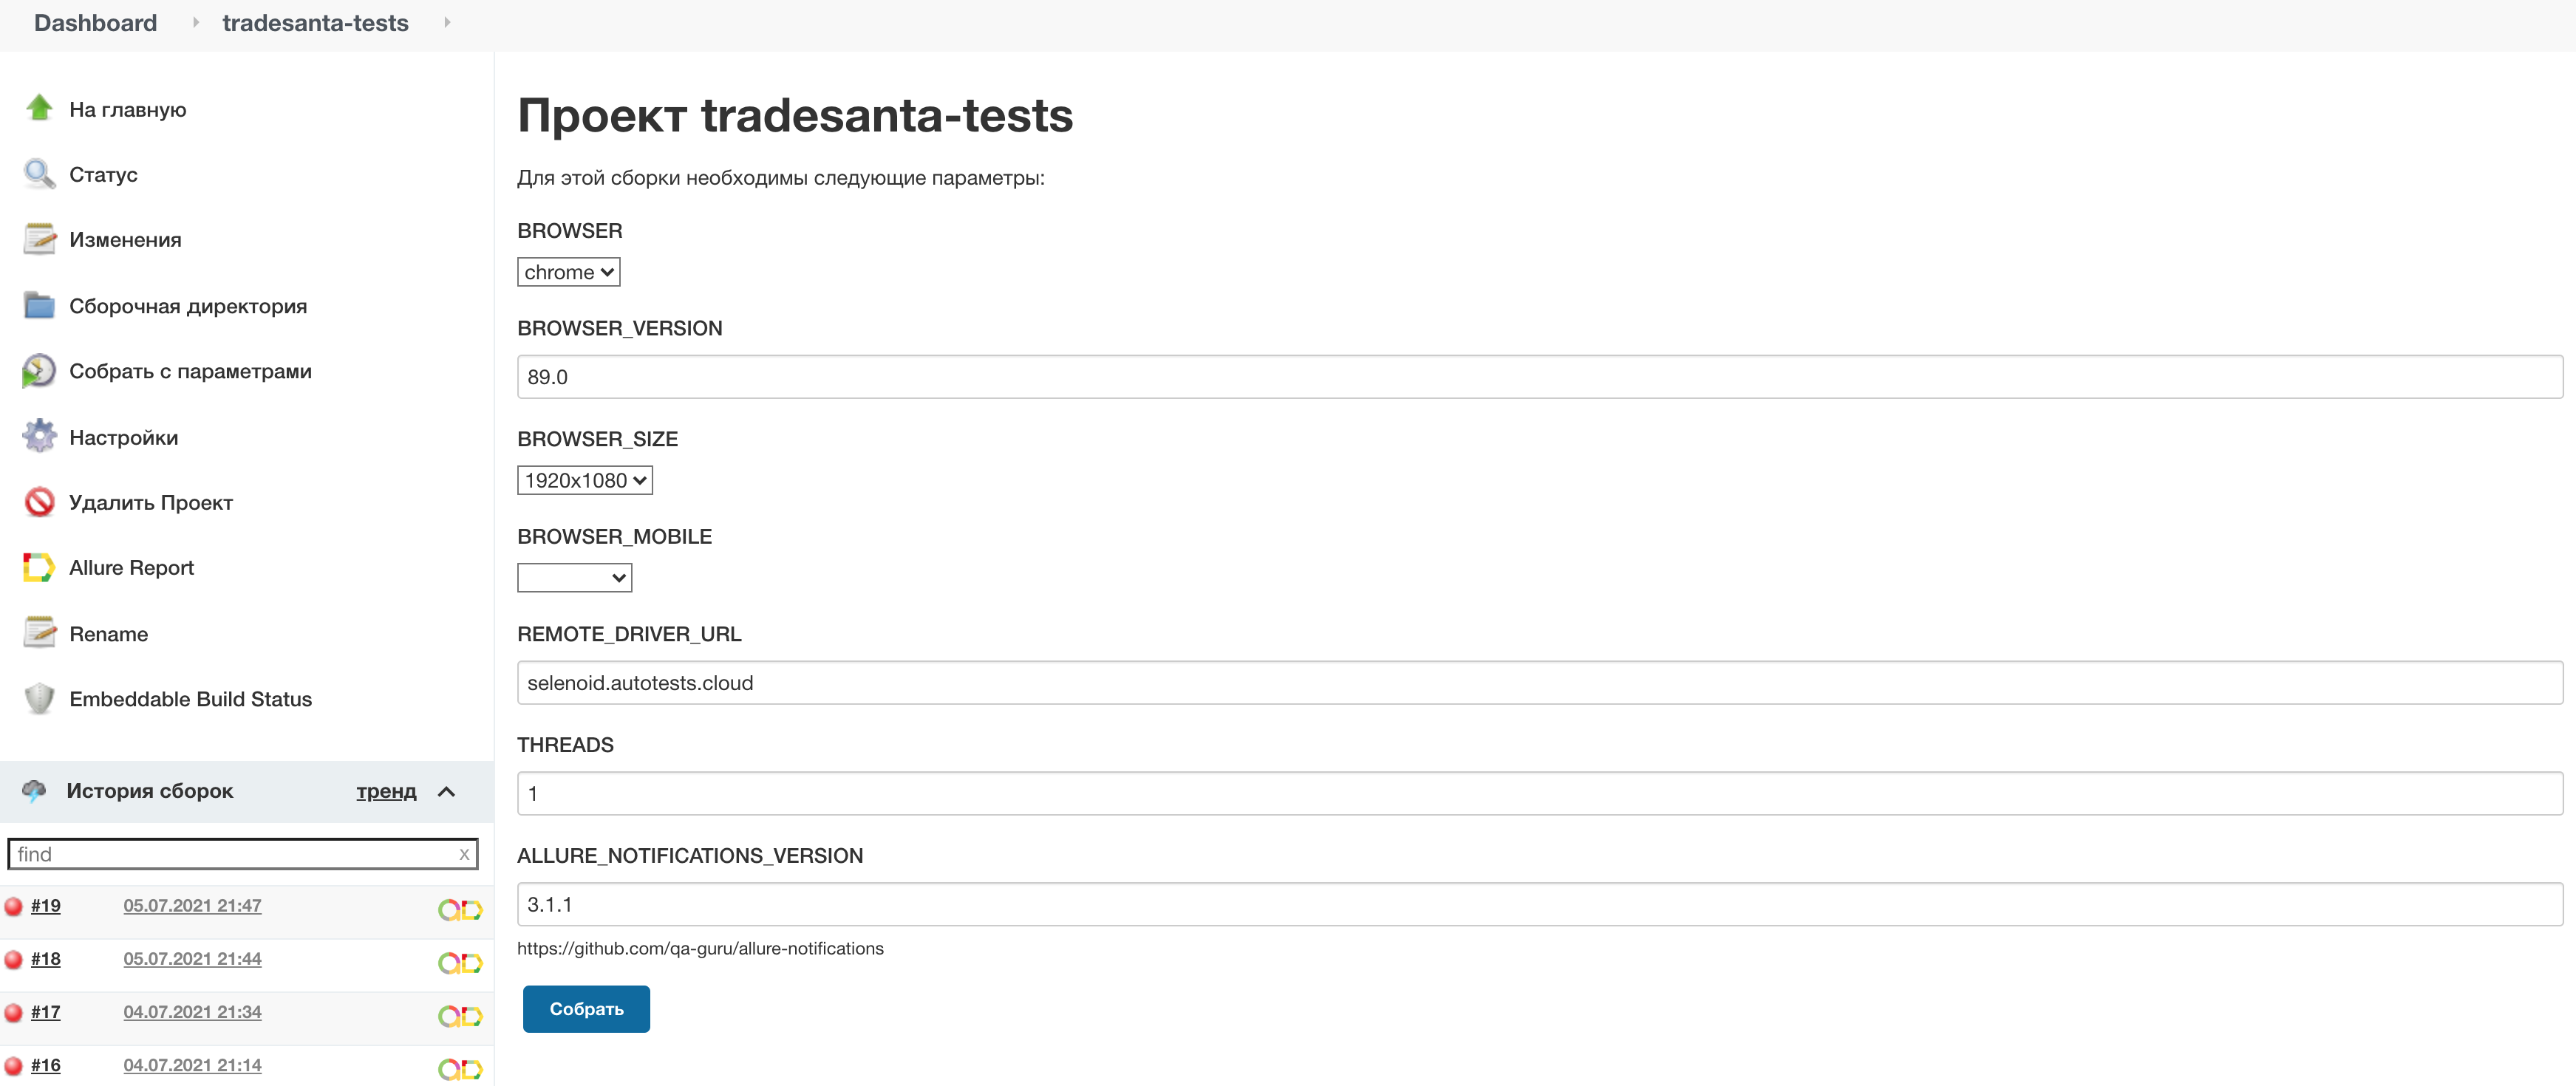 Dashboard
tradesanta-tests
На главную
Статус
Изменения
Сборочная директория
Собрать с параметрами
Настройки
Удалить Проект
Allure Report
Rename
Embeddable Build Status
История сборок тренд
find x
#19 05.07.2021 21:47
#18 05.07.2021 21:44
#17 04.07.2021 21:34
#16 04.07.2021 21:14
Проект tradesanta-tests
Для этой сборки необходимы следующие параметры:
BROWSER
chrome
BROWSER_VERSION
89.0
BROWSER_SIZE
1920x1080
BROWSER_MOBILE
REMOTE_DRIVER_URL
selenoid.autotests.cloud
THREADS
1
ALLURE_NOTIFICATIONS_VERSION
3.1.1
https://github.com/qa-guru/allure-notifications
Собрать